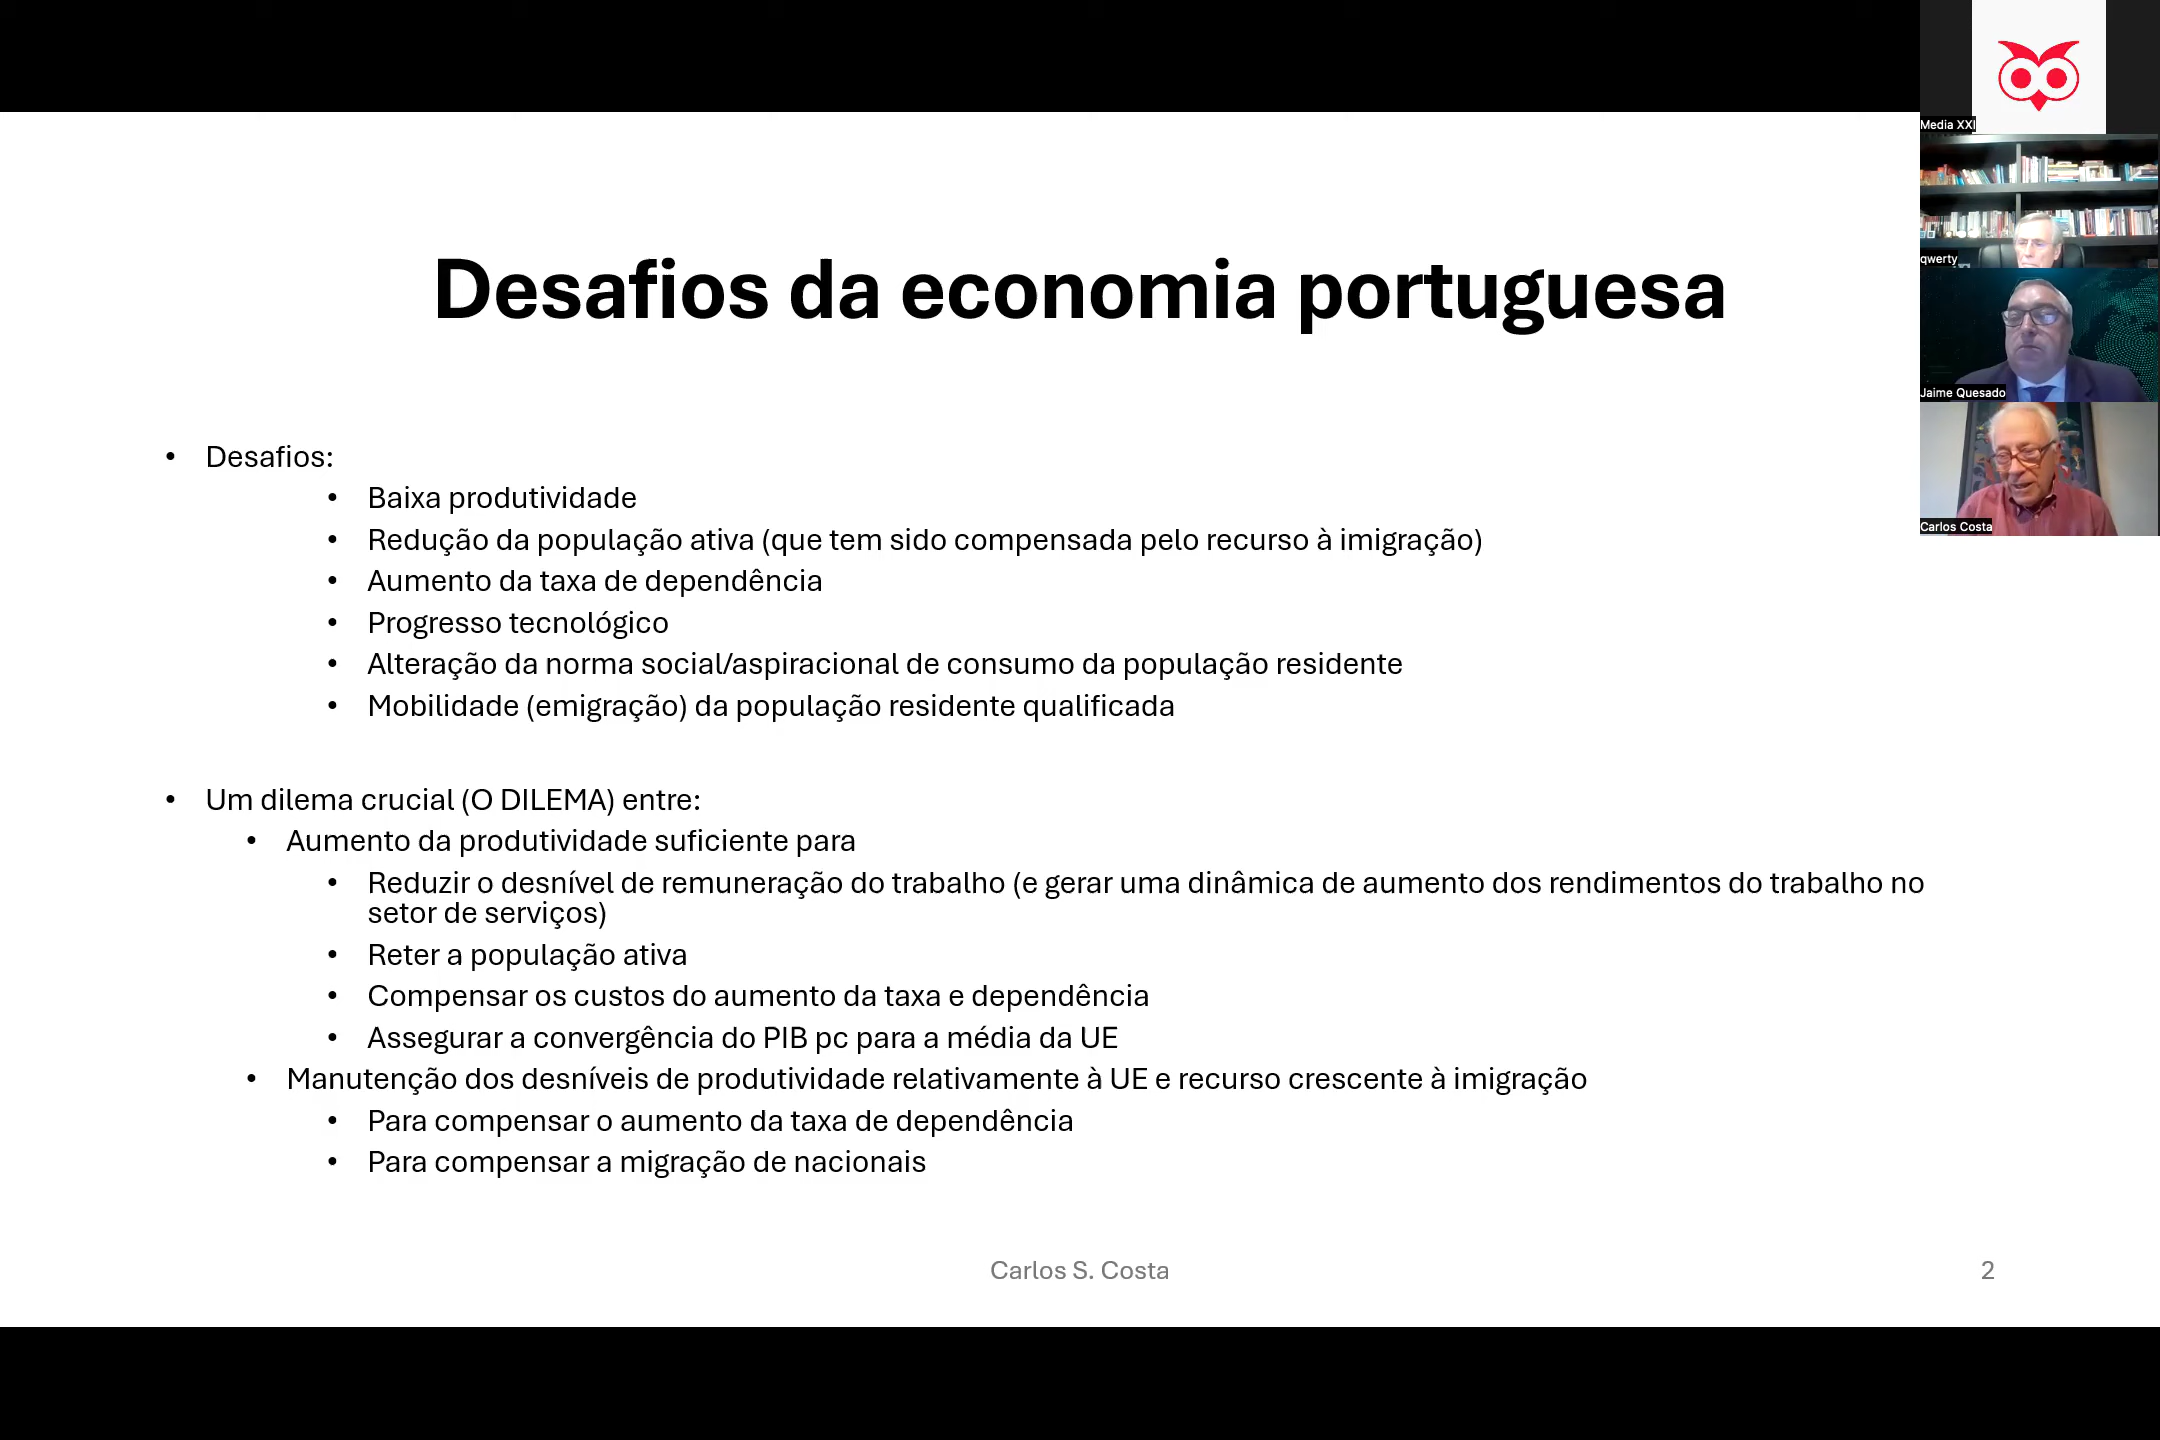 Desafios da economia portuguesa
• Desafios:
• Baixa produtividade
• Redução da população ativa (que tem sido compensada pelo recurso à imigração)
• Aumento da taxa de dependência
• Progresso tecnológico
• Alteração da norma social/aspiracional de consumo da população residente
• Mobilidade (emigração) da população residente qualificada
• Um dilema crucial (O DILEMA) entre:
• Aumento da produtividade suficiente para
• Reduzir o desnível de remuneração do trabalho (e gerar uma dinâmica de aumento dos rendimentos do trabalho no
setor de serviços)
• Reter a população ativa
• Compensar os custos do aumento da taxa e dependência
• Assegurar a convergência do PIB pc para a média da UE
• Manutenção dos desníveis de produtividade relativamente à UE e recurso crescente à imigração
• Para compensar o aumento da taxa de dependência
• Para compensar a migração de nacionais
Carlos S. Costa
2
Media XXI
qwerty
Jaime Quesado
Carlos Costa